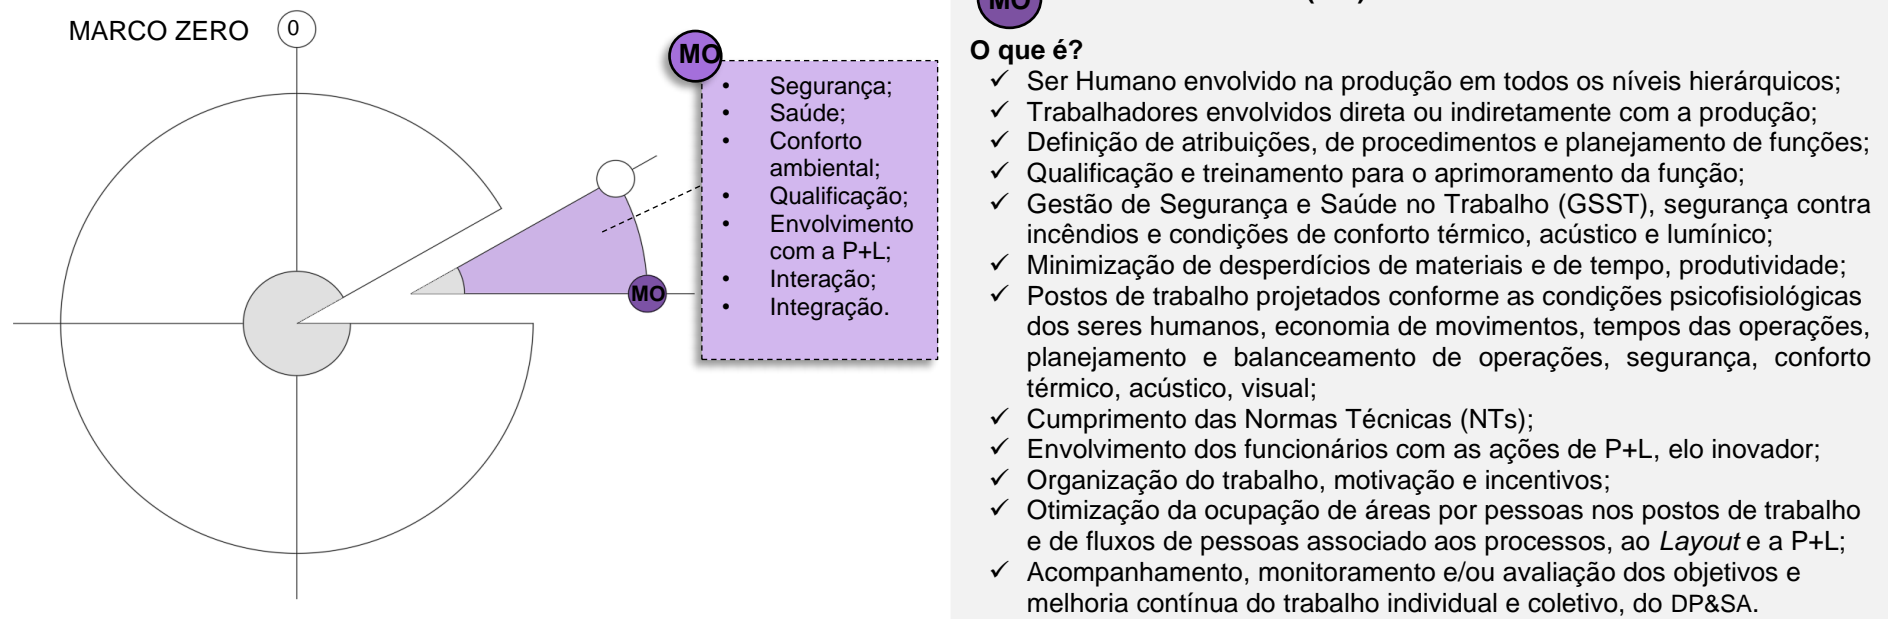 MARCO ZERO
0
MO
• Segurança;
• Saúde;
• Conforto
ambiental;
• Qualificação;
• Envolvimento
com a P+L;
• Interação;
• Integração.
MO
MO
O que é?
✓ Ser Humano envolvido na produção em todos os níveis hierárquicos;
✓ Trabalhadores envolvidos direta ou indiretamente com a produção;
✓ Definição de atribuições, de procedimentos e planejamento de funções;
✓ Qualificação e treinamento para o aprimoramento da função;
✓ Gestão de Segurança e Saúde no Trabalho (GSST), segurança contra
incêndios e condições de conforto térmico, acústico e lumínico;
✓ Minimização de desperdícios de materiais e de tempo, produtividade;
✓ Postos de trabalho projetados conforme as condições psicofisiológicas
dos seres humanos, economia de movimentos, tempos das operações,
planejamento e balanceamento de operações, segurança, conforto
térmico, acústico, visual;
✓ Cumprimento das Normas Técnicas (NTs);
✓ Envolvimento dos funcionários com as ações de P+L, elo inovador;
✓ Organização do trabalho, motivação e incentivos;
✓ Otimização da ocupação de áreas por pessoas nos postos de trabalho
e de fluxos de pessoas associado aos processos, ao Layout e a P+L;
✓ Acompanhamento, monitoramento e/ou avaliação dos objetivos e
melhoria contínua do trabalho individual e coletivo, do DP&SA.